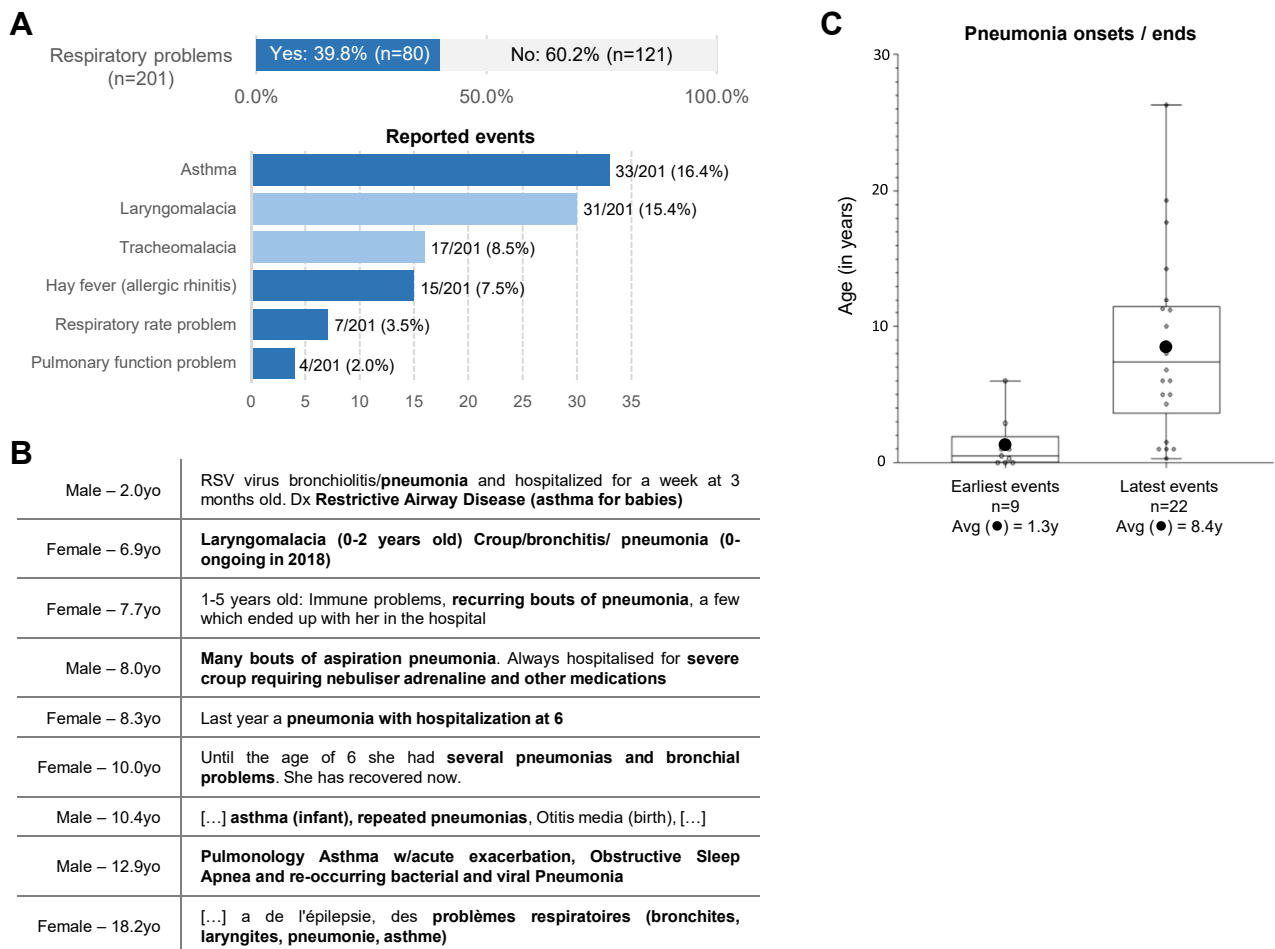 A
Respiratory problems
(n=201)
Yes: 39.8% (n=80)
No: 60.2% (n=121)
0.0%
50.0%
100.0%
Reported events
Asthma
33/201 (16.4%)
Laryngomalacia
31/201 (15.4%)
Tracheomalacia
17/201 (8.5%)
Hay fever (allergic rhinitis)
15/201 (7.5%)
Respiratory rate problem
7/201 (3.5%)
Pulmonary function problem
4/201 (2.0%)
0
5
10
15
20
25
30
35
B
Male – 2.0yo
RSV virus bronchiolitis/pneumonia and hospitalized for a week at 3
months old. Dx Restrictive Airway Disease (asthma for babies)
Female – 6.9yo
Laryngomalacia (0-2 years old) Croup/bronchitis/ pneumonia (0-
ongoing in 2018)
Female – 7.7yo
1-5 years old: Immune problems, recurring bouts of pneumonia, a few
which ended up with her in the hospital
Male – 8.0yo
Many bouts of aspiration pneumonia. Always hospitalised for severe
croup requiring nebuliser adrenaline and other medications
Female – 8.3yo
Last year a pneumonia with hospitalization at 6
Female – 10.0yo
Until the age of 6 she had several pneumonias and bronchial
problems. She has recovered now.
Male – 10.4yo
[…] asthma (infant), repeated pneumonias, Otitis media (birth), […]
Male – 12.9yo
Pulmonology Asthma w/acute exacerbation, Obstructive Sleep
Apnea and re-occurring bacterial and viral Pneumonia
Female – 18.2yo
[…] a de l'épilepsie, des problèmes respiratoires (bronchites,
laryngites, pneumonie, asthme)
C
Pneumonia onsets / ends
Age (in years)
30
20
10
0
Earliest events
n=9
Avg (●) = 1.3y
Latest events
n=22
Avg (●) = 8.4y